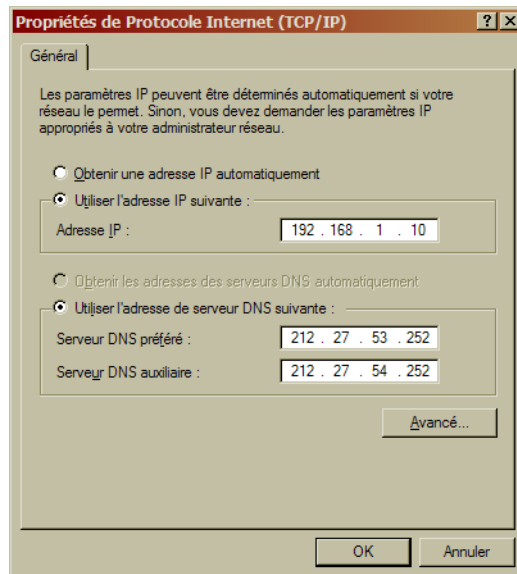 Propriétés de Protocole Internet (TCP/IP)
Général
Les paramètres IP peuvent être déterminés automatiquement si votre
réseau le permet. Sinon, vous devez demander les paramètres IP
appropriés à votre administrateur réseau.
Obtenir une adresse IP automatiquement
Utiliser l'adresse IP suivante :
Adresse IP : 192 . 168 . 1 . 10
Obtenir les adresses des serveurs DNS automatiquement
Utiliser l'adresse de serveur DNS suivante :
Serveur DNS préféré : 212 . 27 . 53 . 252
Serveur DNS auxiliaire : 212 . 27 . 54 . 252
Avancé...
OK Annuler